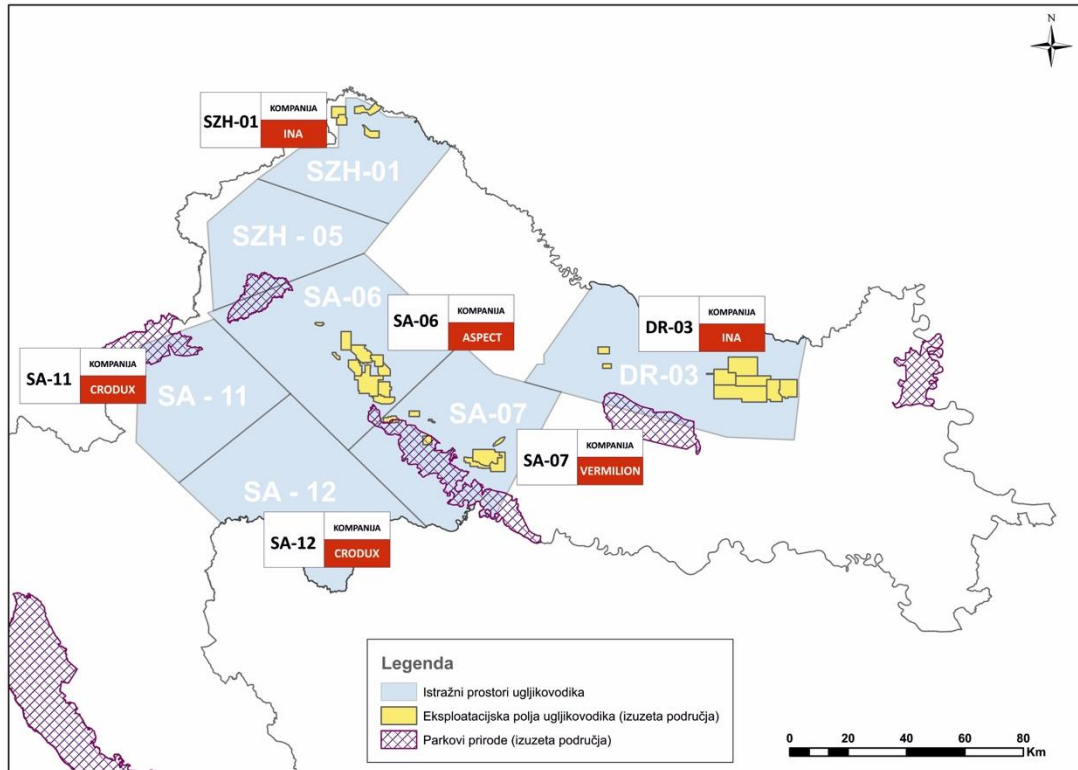 N
SZH-01
KOMPANIJA
INA
SZH-01
SZH - 05
SA-06
SA-06
KOMPANIJA
ASPECT
DR-03
KOMPANIJA
INA
DR-03
SA-11
KOMPANIJA
CRODUX
SA - 11
SA-07
SA-07
KOMPANIJA
VERMILION
SA - 12
SA-12
KOMPANIJA
CRODUX
Legenda
Istražni prostori ugljikovodika
Eksploatacijska polja ugljikovodika (izuzeta područja)
Parkovi prirode (izuzeta područja)
0 10 20 40 60 80
Km